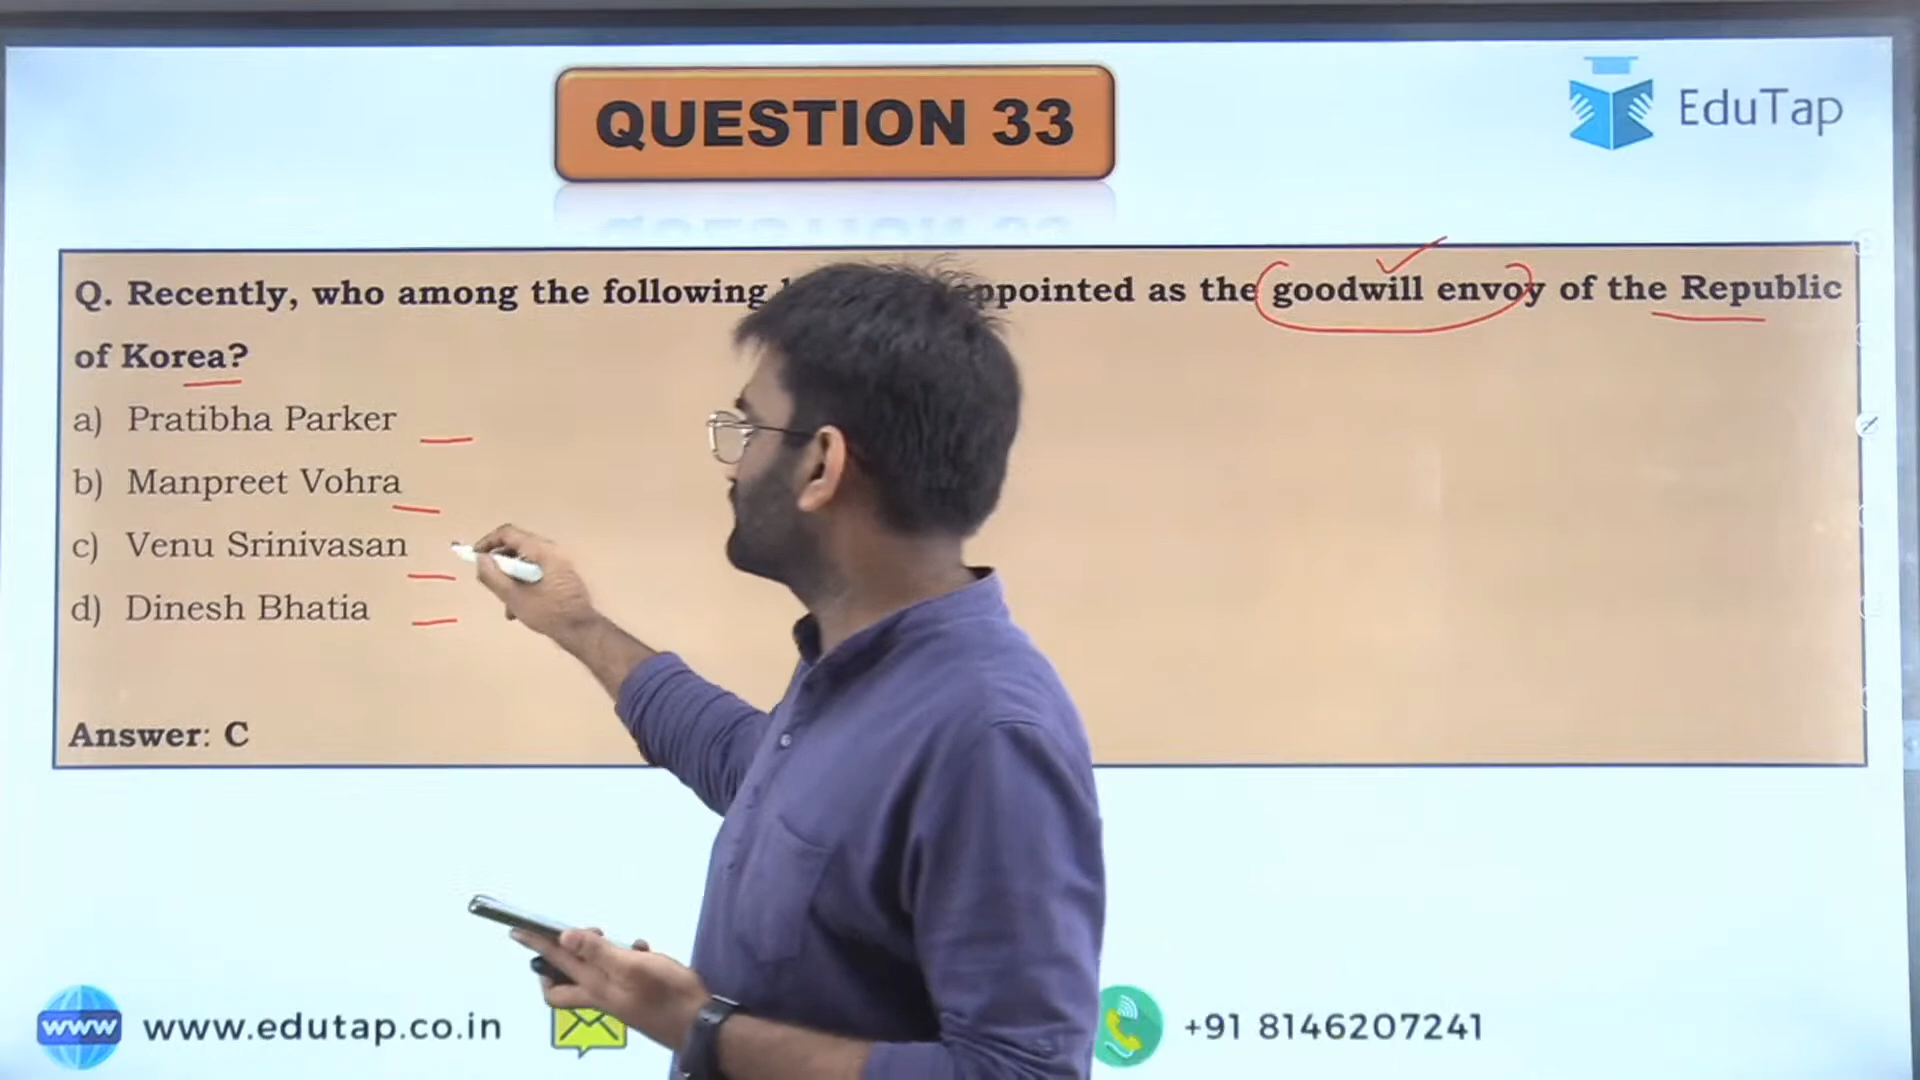 QUESTION 33
EduTap
Q. Recently, who among the following ppointed as the goodwill envoy of the Republic
of Korea?
a) Pratibha Parker
b) Manpreet Vohra
c) Venu Srinivasan
d) Dinesh Bhatia
Answer: C
www
www.edutap.co.in
+91 8146207241